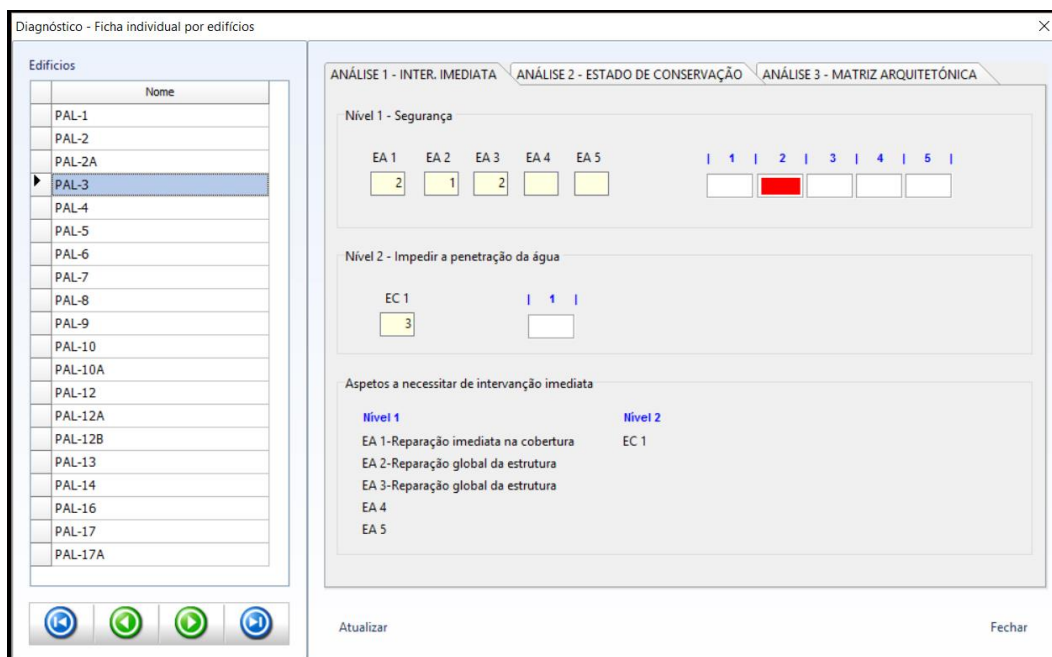 Diagnóstico - Ficha individual por edifícios
Edificios
Nome
PAL-1
PAL-2
PAL-2A
PAL-3
PAL-4
PAL-5
PAL-6
PAL-7
PAL-8
PAL-9
PAL-10
PAL-10A
PAL-12
PAL-12A
PAL-12B
PAL-13
PAL-14
PAL-16
PAL-17
PAL-17A
ANÁLISE 1 - INTER. IMEDIATA ANÁLISE 2 - ESTADO DE CONSERVAÇÃO ANÁLISE 3 - MATRIZ ARQUITETÓNICA
Nível 1 - Segurança
EA 1 EA 2 EA 3 EA 4 EA 5 | 1 | 2 | 3 | 4 | 5 |
2 1 2
Nível 2 - Impedir a penetração da água
EC 1 | 1 |
3
Aspetos a necessitar de intervanção imediata
Nível 1 Nível 2
EA 1-Reparação imediata na cobertura EC 1
EA 2-Reparação global da estrutura
EA 3-Reparação global da estrutura
EA 4
EA 5
Atualizar Fechar